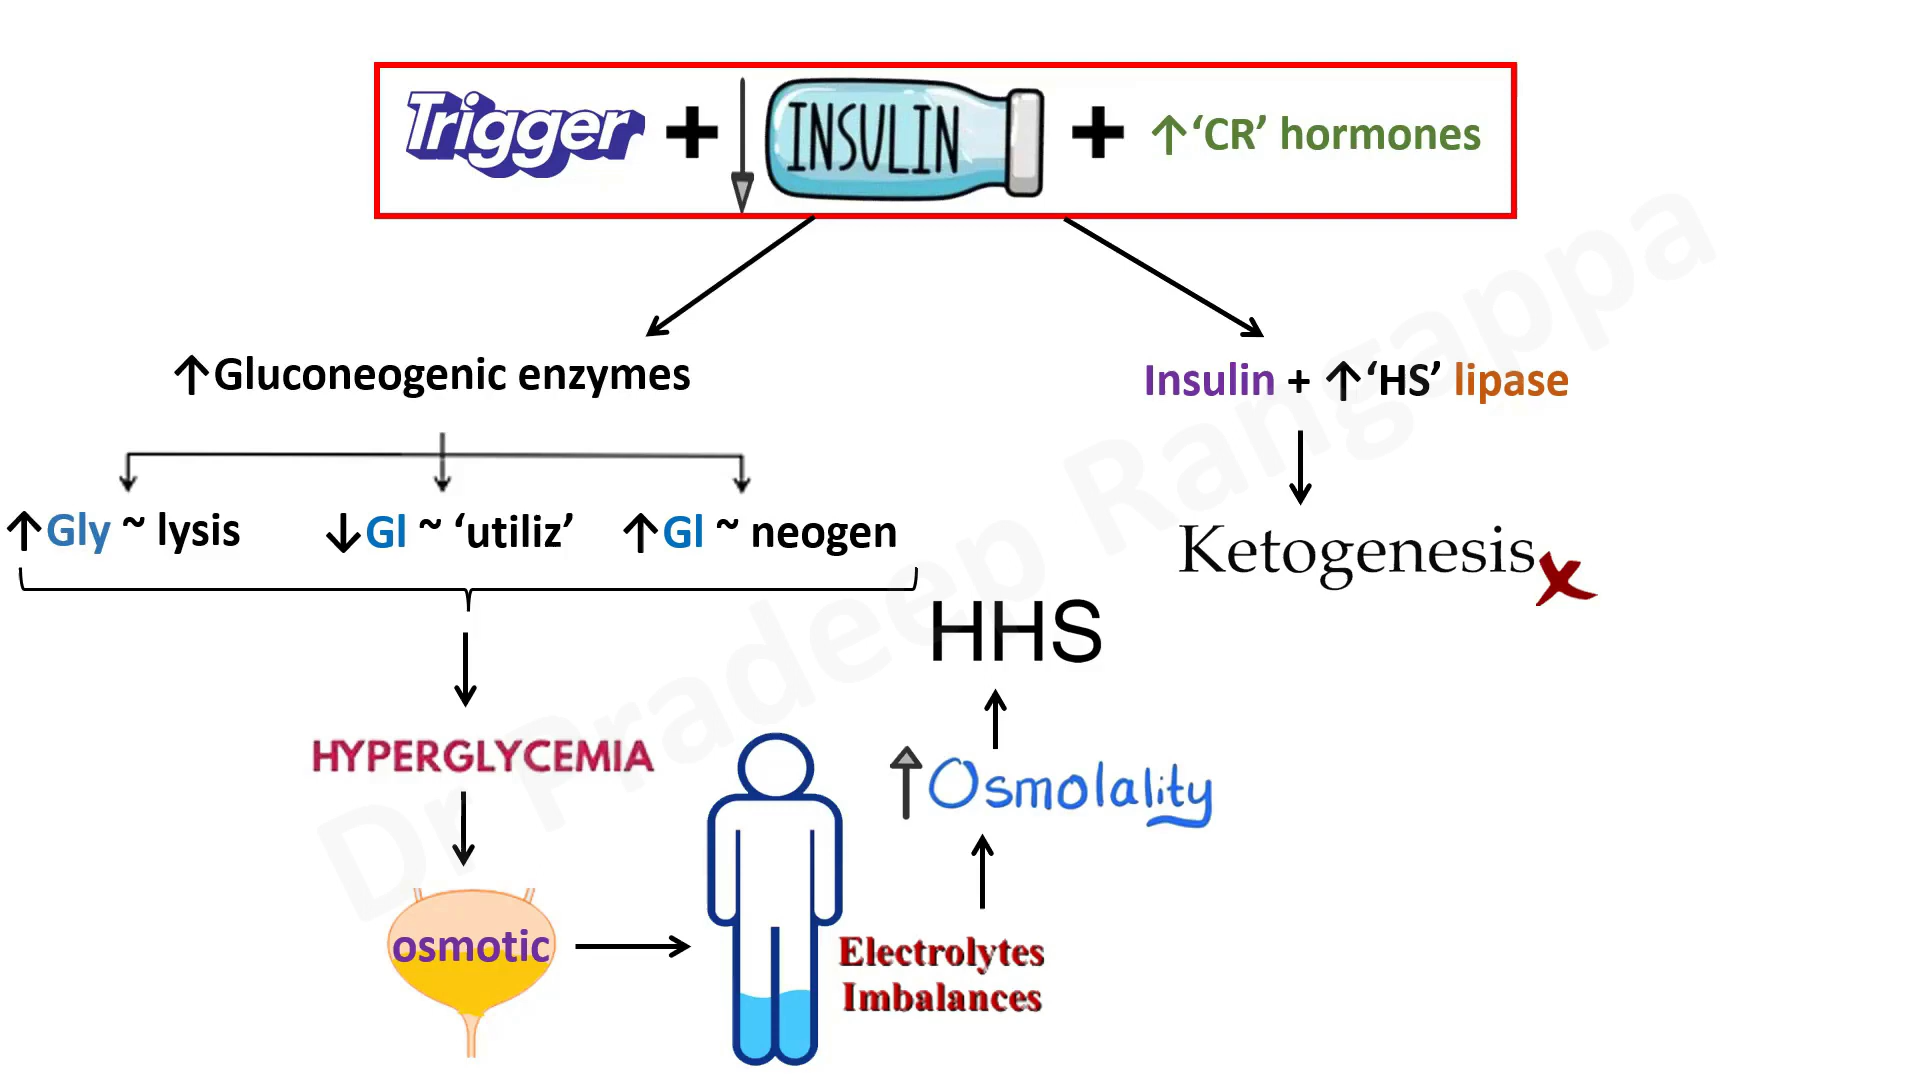 Trigger + INSULIN + ↑‘CR’ hormones
↑Gluconeogenic enzymes
Insulin + ↑‘HS’ lipase
↑Gly ~ lysis
↓Gl ~ ‘utiliz’
↑Gl ~ neogen
Ketogenesis
HHS
HYPERGLYCEMIA
Osmolality
osmotic
Electrolytes
Imbalances
Dr Pradeep Rangappa